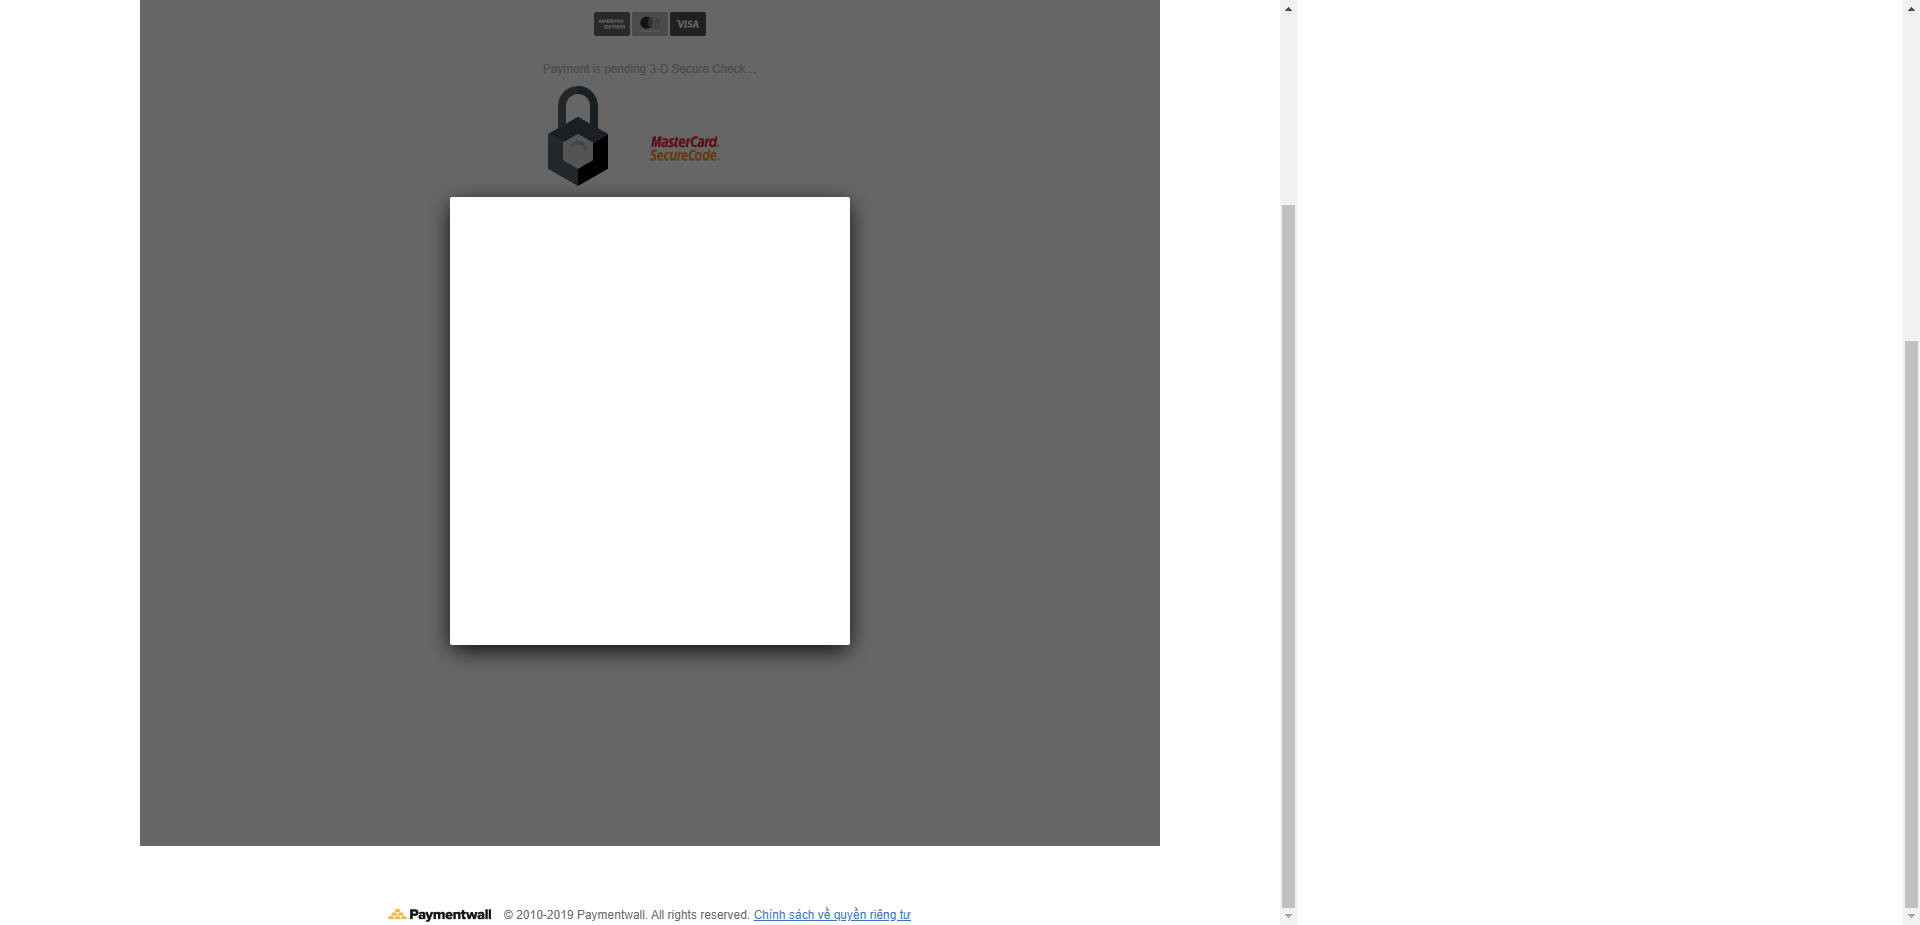 AMERICAN
EXPRESS
VISA
Payment is pending 3-D Secure Check...
MasterCard.
SecureCode.
Paymentwall © 2010-2019 Paymentwall. All rights reserved. Chính sách về quyền riêng tư